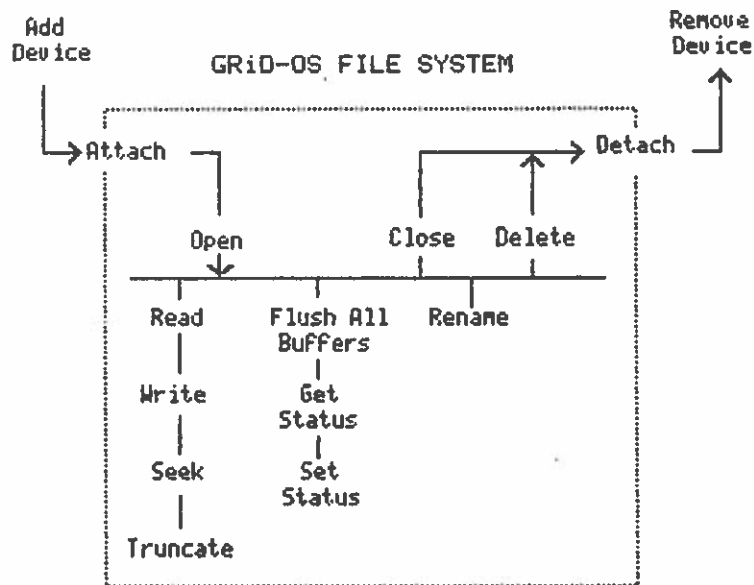 Add
Device
Remove
Device
GRiD-OS FILE SYSTEM
Attach
Detach
Open
Close
Delete
Read
Flush All
Buffers
Rename
Write
Get
Status
Seek
Set
Status
Truncate